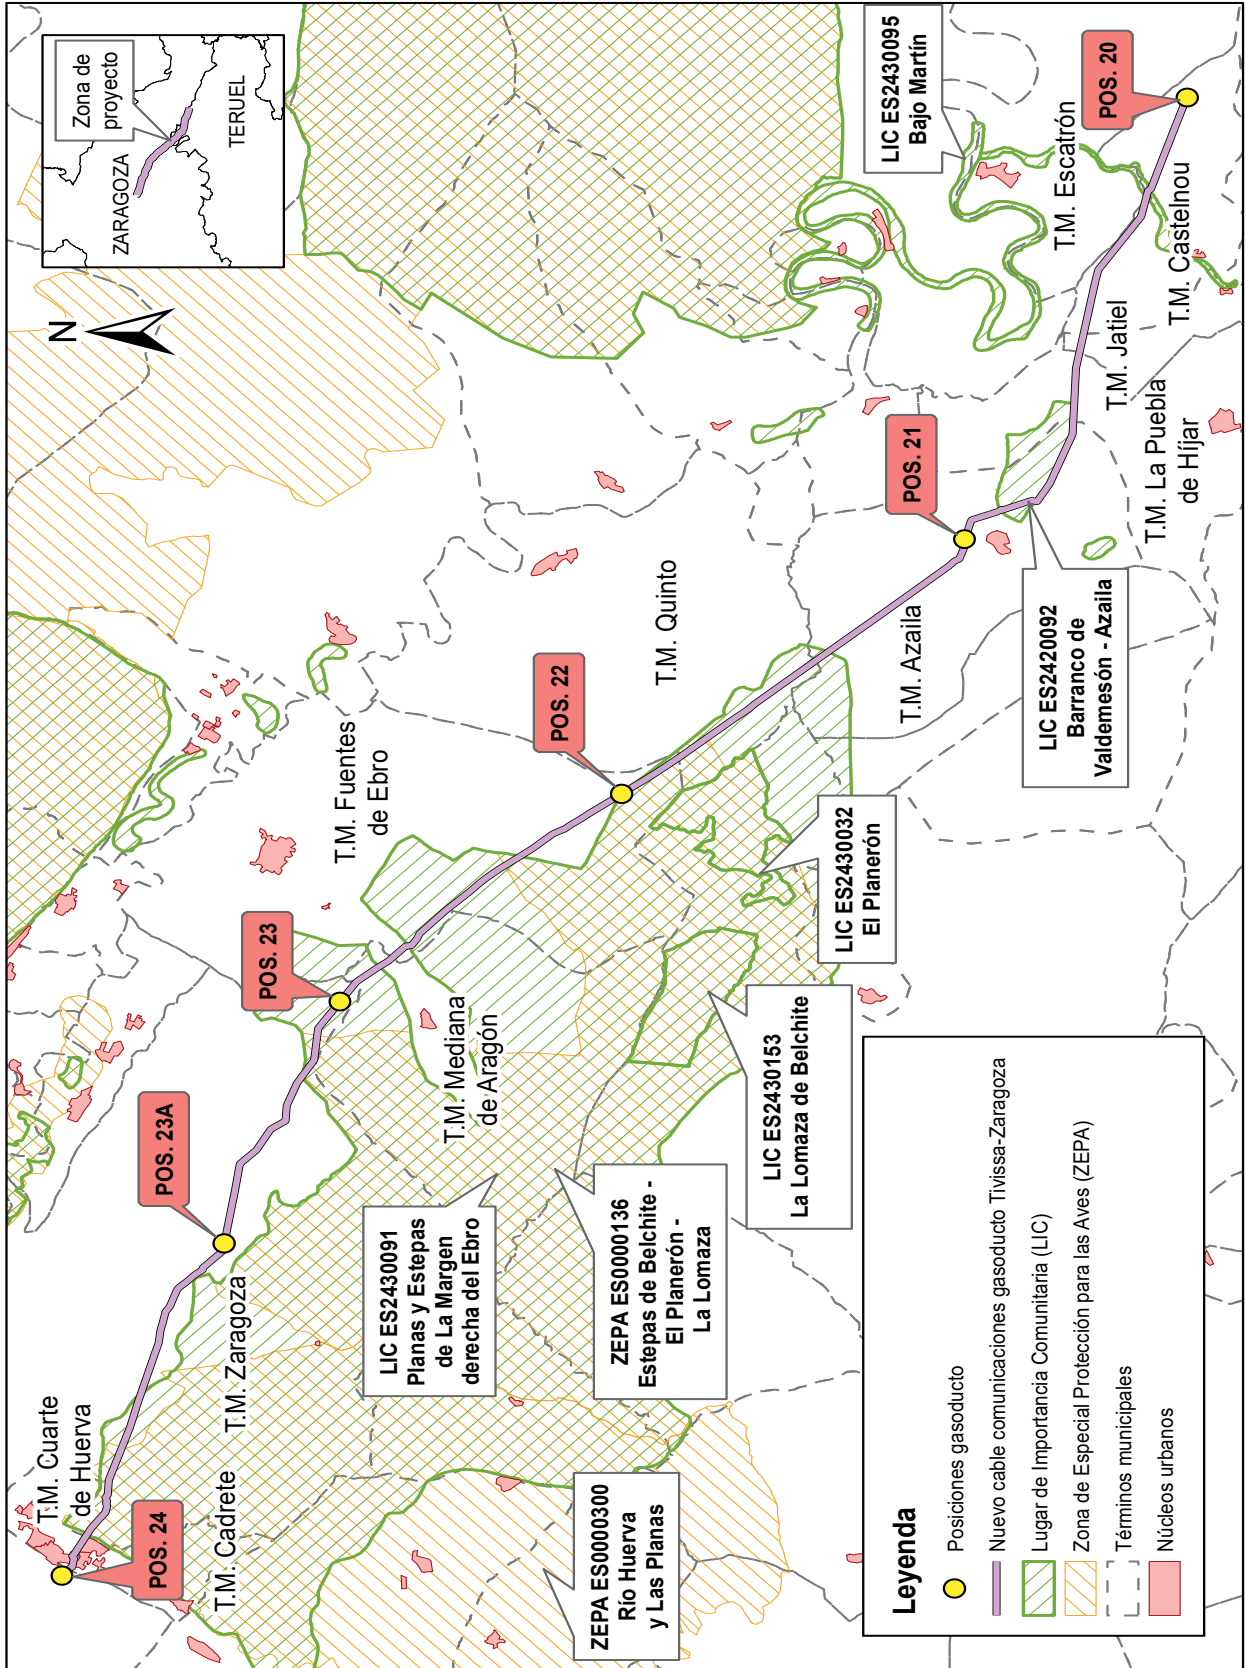 ZARAGOZA
Zona de
proyecto
TERUEL
N
T.M. Cuarte
de Huerva
POS. 24
T.M. Cadrete
T.M. Zaragoza
POS. 23A
POS. 23
T.M. Fuentes
de Ebro
T.M. Mediana
de Aragón
POS. 22
T.M. Quinto
T.M. Azaila
POS. 21
T.M. La Puebla
de Híjar
T.M. Jatiel
T.M. Castelnou
T.M. Escatrón
POS. 20
LIC ES2430095
Bajo Martín
LIC ES2420092
Barranco de
Valdemesón - Azaila
LIC ES2430032
El Planerón
LIC ES2430153
La Lomaza de Belchite
LIC ES2430091
Planas y Estepas
de La Margen
derecha del Ebro
ZEPA ES0000136
Estepas de Belchite -
El Planerón -
La Lomaza
ZEPA ES0000300
Río Huerva
y Las Planas
Leyenda
Posiciones gasoducto
Nuevo cable comunicaciones gasoducto Tivissa-Zaragoza
Lugar de Importancia Comunitaria (LIC)
Zona de Especial Protección para las Aves (ZEPA)
Términos municipales
Núcleos urbanos